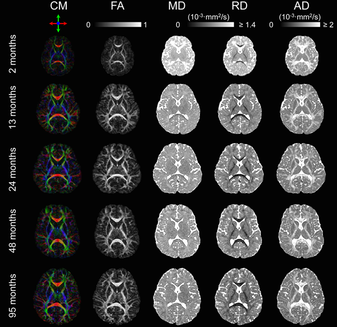 CM FA MD RD AD
(10⁻³·mm²/s) (10⁻³·mm²/s)
0 1 0 ≥ 1.4 0 ≥ 2
2 months
13 months
24 months
48 months
95 months